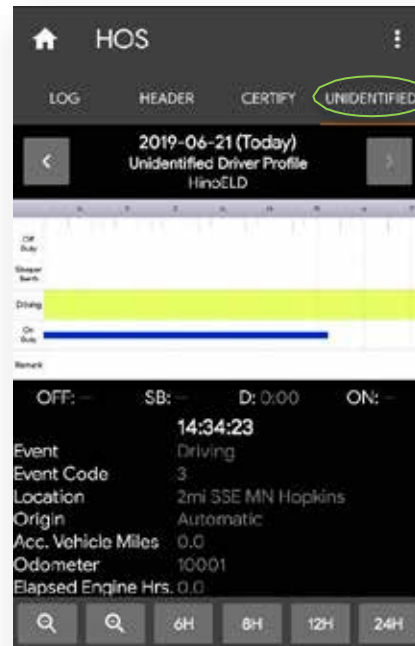 HOS
LOG HEADER CERTIFY UNIDENTIFIED
2019-06-21 (Today)
Unidentified Driver Profile
HinoELD
Off Duty
Sleeper Berth
Driving
On Duty
Remark
OFF: -- SB: -- D: 0:00 ON: --
14:34:23
Event Driving
Event Code 3
Location 2mi SSE MN Hopkins
Origin Automatic
Acc. Vehicle Miles 0.0
Odometer 10001
Elapsed Engine Hrs. 0.0
6H 8H 12H 24H